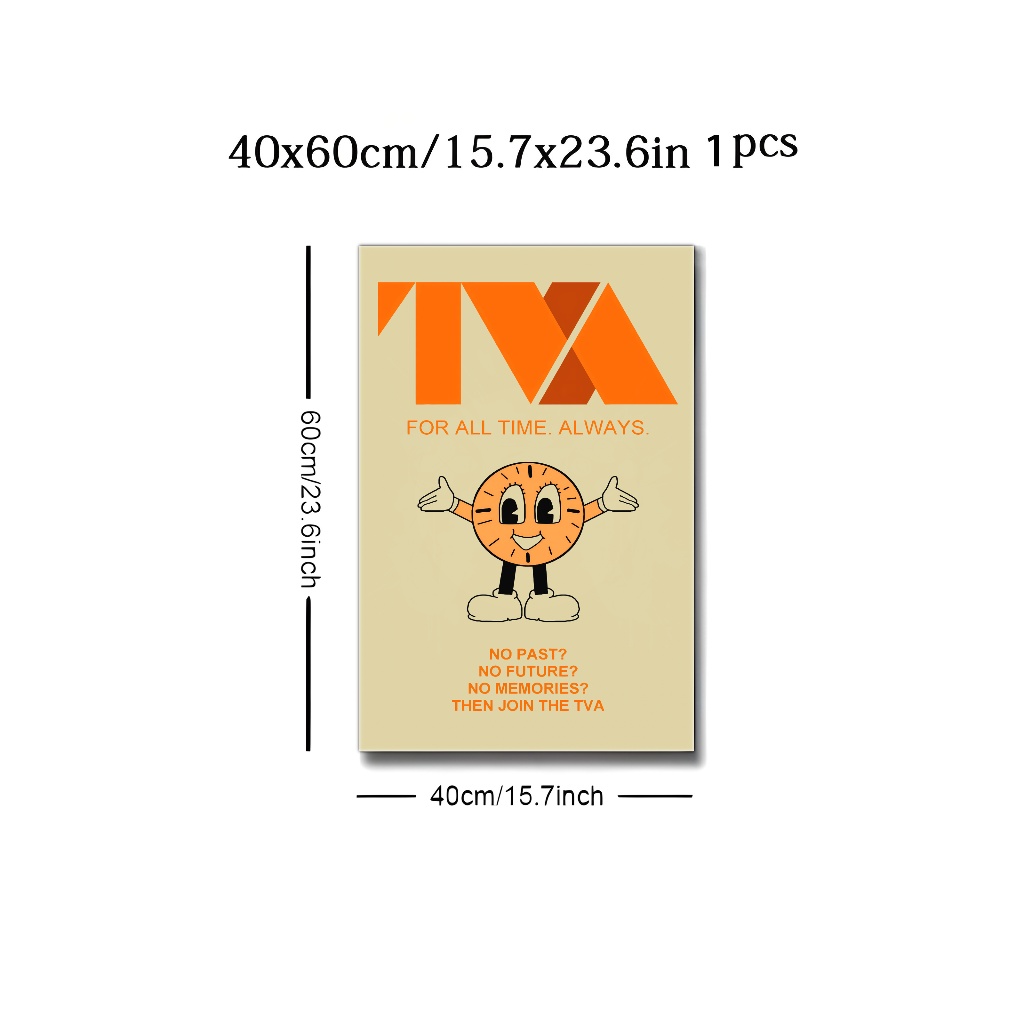 40x60cm/15.7x23.6in 1pcs
TVA
FOR ALL TIME. ALWAYS.
60cm/23.6inch
NO PAST?
NO FUTURE?
NO MEMORIES?
THEN JOIN THE TVA
40cm/15.7inch